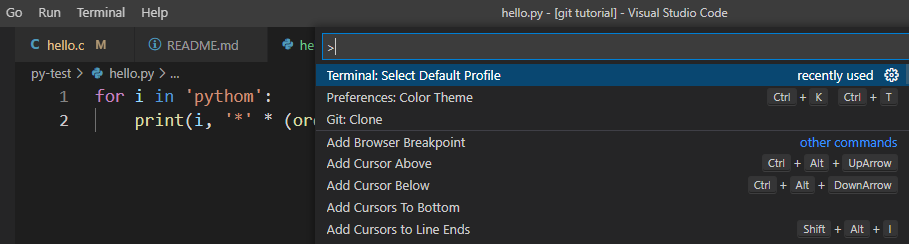 Go Run Terminal Help hello.py - [git tutorial] - Visual Studio Code
C hello.c M README.md he
>
py-test > hello.py > ...
Terminal: Select Default Profile recently used
1 for i in 'pythom':
Preferences: Color Theme Ctrl + K Ctrl + T
2 print(i, '*' * (ord
Git: Clone
Add Browser Breakpoint other commands
Add Cursor Above Ctrl + Alt + UpArrow
Add Cursor Below Ctrl + Alt + DownArrow
Add Cursors To Bottom
Add Cursors to Line Ends Shift + Alt + I